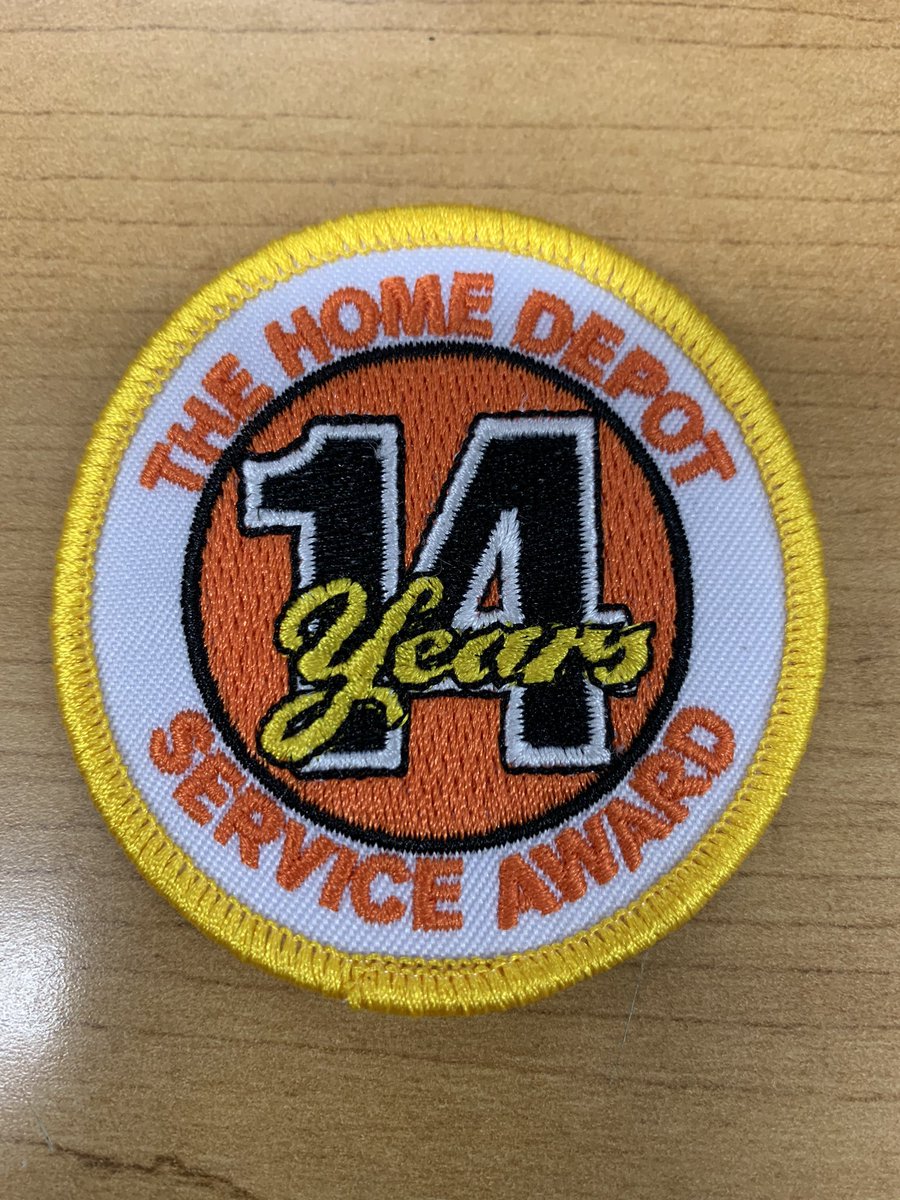 THE HOME DEPOT
14
Years
SERVICE AWARD